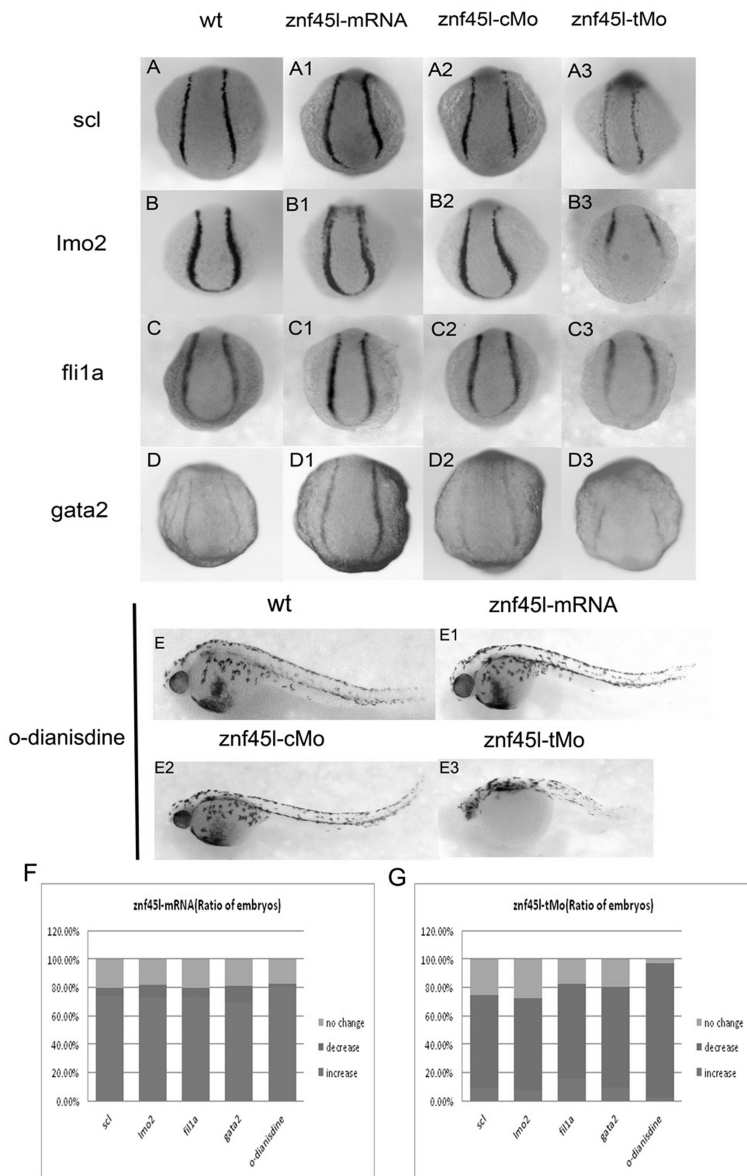 wt znf45l-mRNA znf45l-cMo znf45l-tMo
scl
A A1 A2 A3
lmo2
B B1 B2 B3
fli1a
C C1 C2 C3
gata2
D D1 D2 D3
wt znf45l-mRNA
E E1
o-dianisdine
znf45l-cMo znf45l-tMo
E2 E3
F
znf45l-mRNA(Ratio of embryos)
120.00%
100.00%
80.00%
60.00%
40.00%
20.00%
0.00%
no change
decrease
increase
scl lmo2 fil1a gata2 o-dianisdine
G
znf45l-tMo(Ratio of embryos)
120.00%
100.00%
80.00%
60.00%
40.00%
20.00%
0.00%
no change
decrease
increase
scl lmo2 fil1a gata2 o-dianisdine